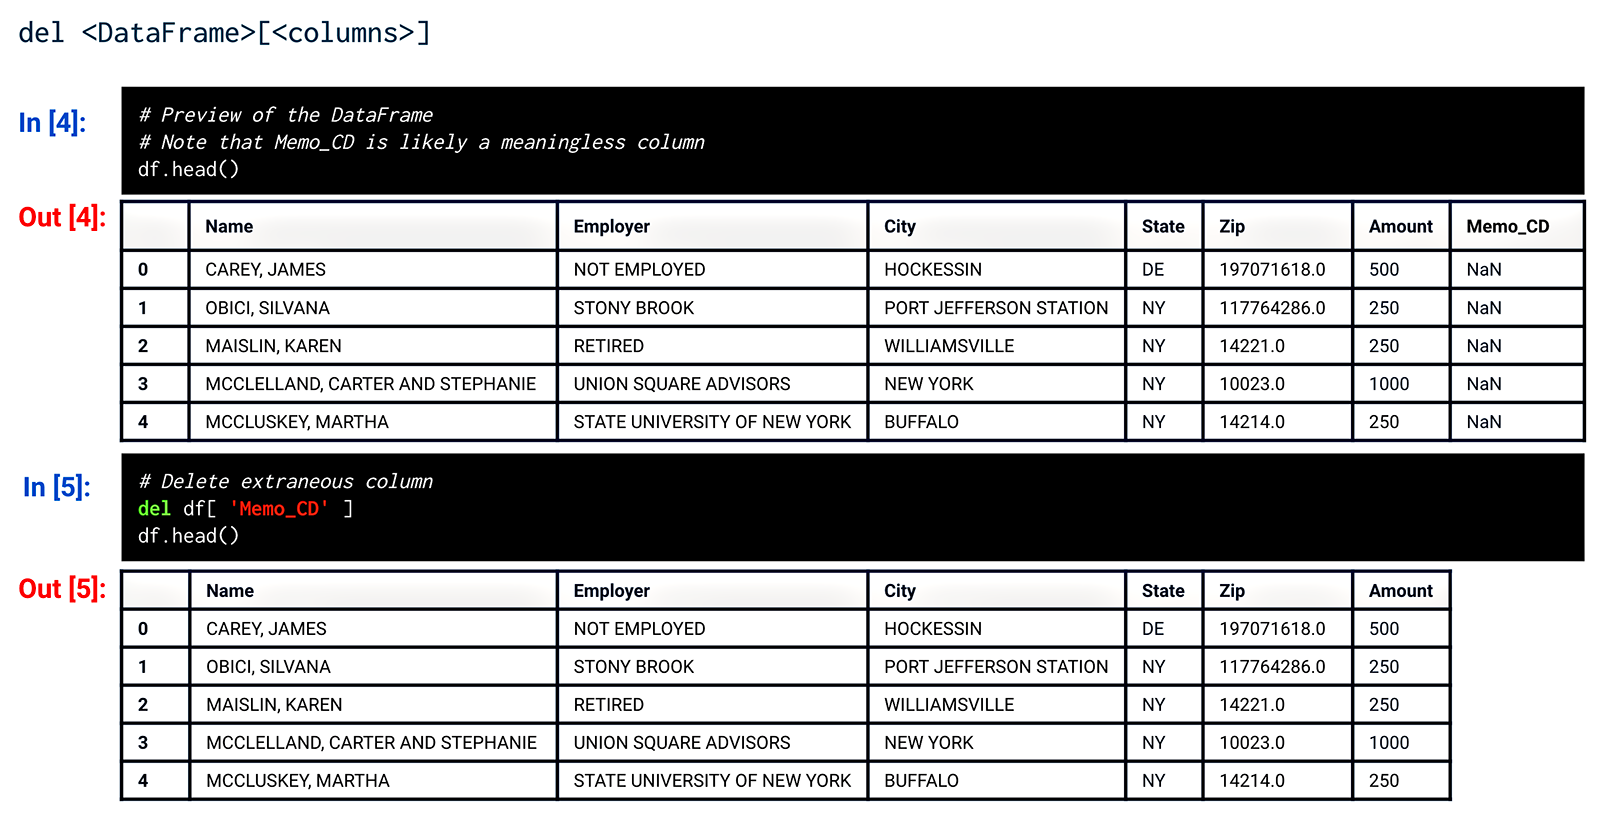 del <DataFrame>[<columns>]
In [4]:
# Preview of the DataFrame
# Note that Memo_CD is likely a meaningless column
df.head()
Out [4]:
Name Employer City State Zip Amount Memo_CD
0 CAREY, JAMES NOT EMPLOYED HOCKESSIN DE 197071618.0 500 NaN
1 OBICI, SILVANA STONY BROOK PORT JEFFERSON STATION NY 117764286.0 250 NaN
2 MAISLIN, KAREN RETIRED WILLIAMSVILLE NY 14221.0 250 NaN
3 MCCLELLAND, CARTER AND STEPHANIE UNION SQUARE ADVISORS NEW YORK NY 10023.0 1000 NaN
4 MCCLUSKEY, MARTHA STATE UNIVERSITY OF NEW YORK BUFFALO NY 14214.0 250 NaN
In [5]:
# Delete extraneous column
del df[ 'Memo_CD' ]
df.head()
Out [5]:
Name Employer City State Zip Amount
0 CAREY, JAMES NOT EMPLOYED HOCKESSIN DE 197071618.0 500
1 OBICI, SILVANA STONY BROOK PORT JEFFERSON STATION NY 117764286.0 250
2 MAISLIN, KAREN RETIRED WILLIAMSVILLE NY 14221.0 250
3 MCCLELLAND, CARTER AND STEPHANIE UNION SQUARE ADVISORS NEW YORK NY 10023.0 1000
4 MCCLUSKEY, MARTHA STATE UNIVERSITY OF NEW YORK BUFFALO NY 14214.0 250